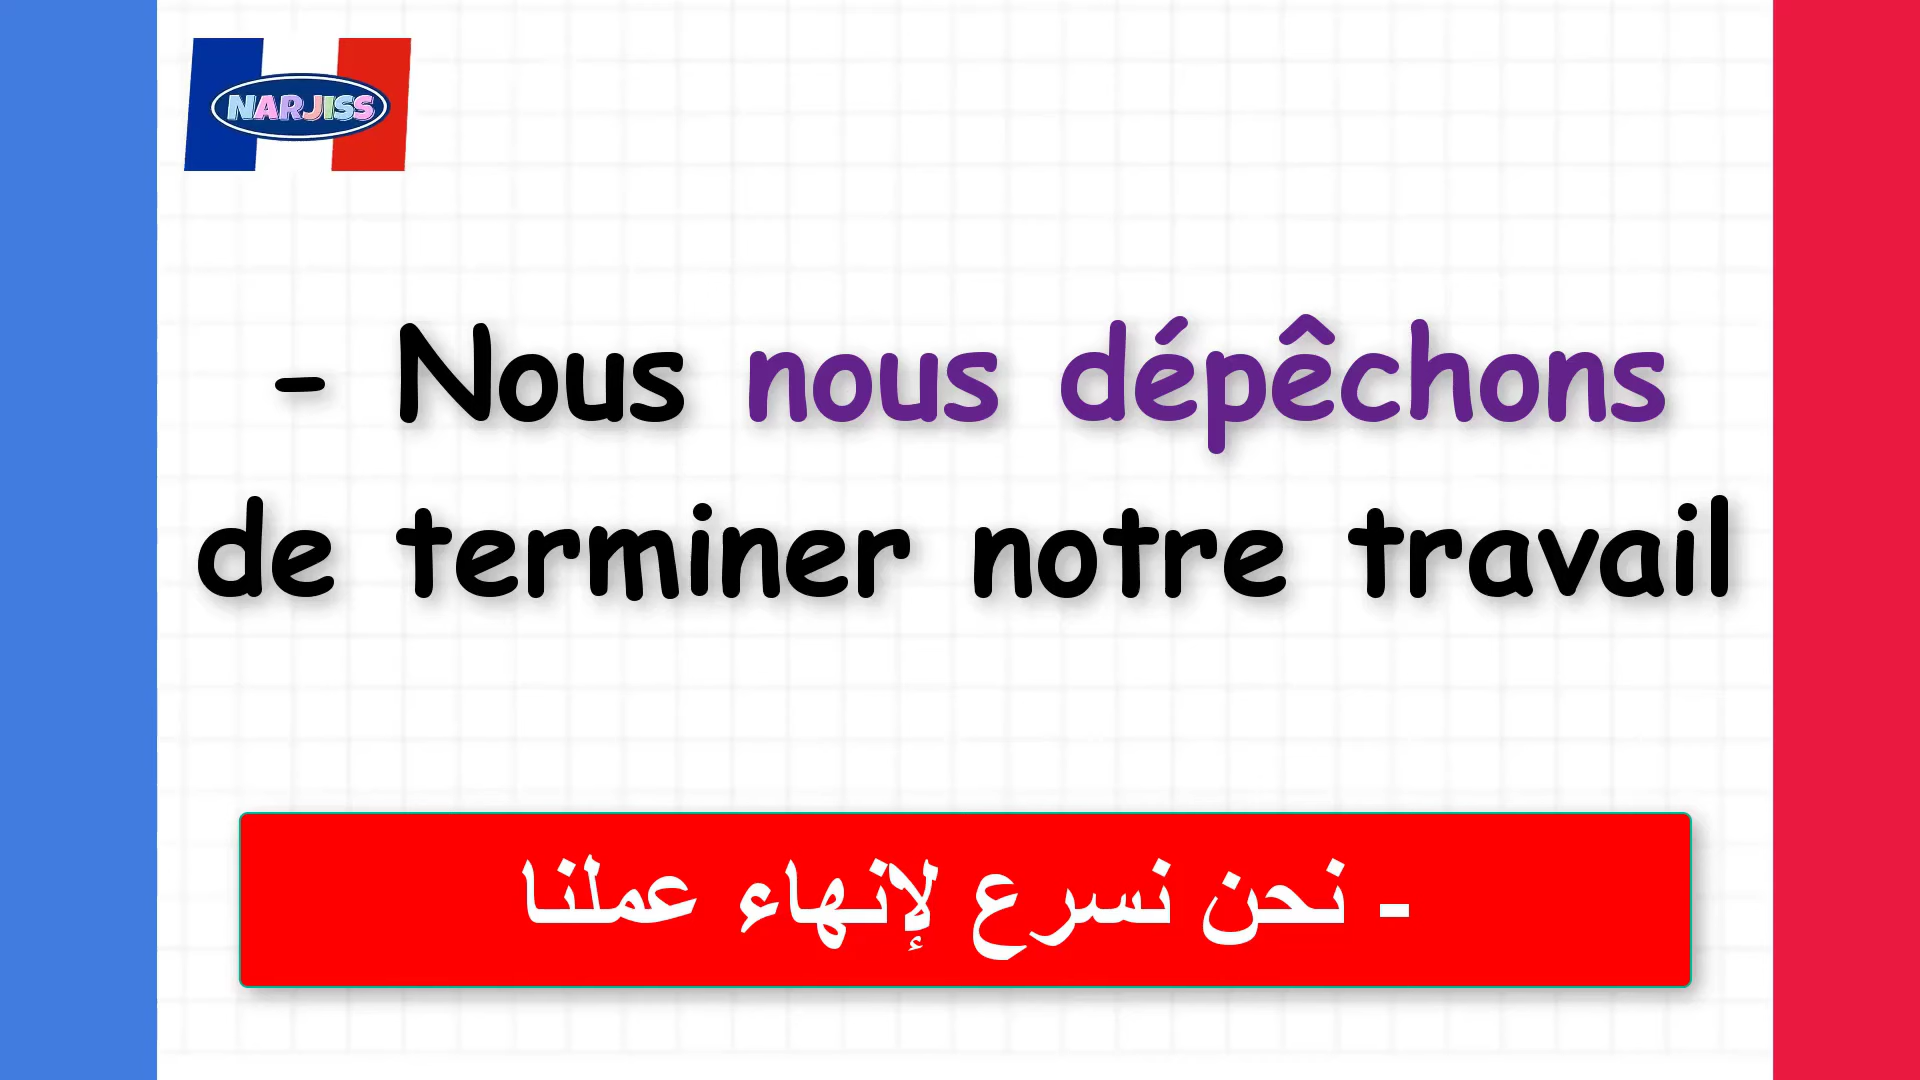 NARJISS
- Nous nous dépêchons
de terminer notre travail
- نحن نسرع لإنهاء عملنا